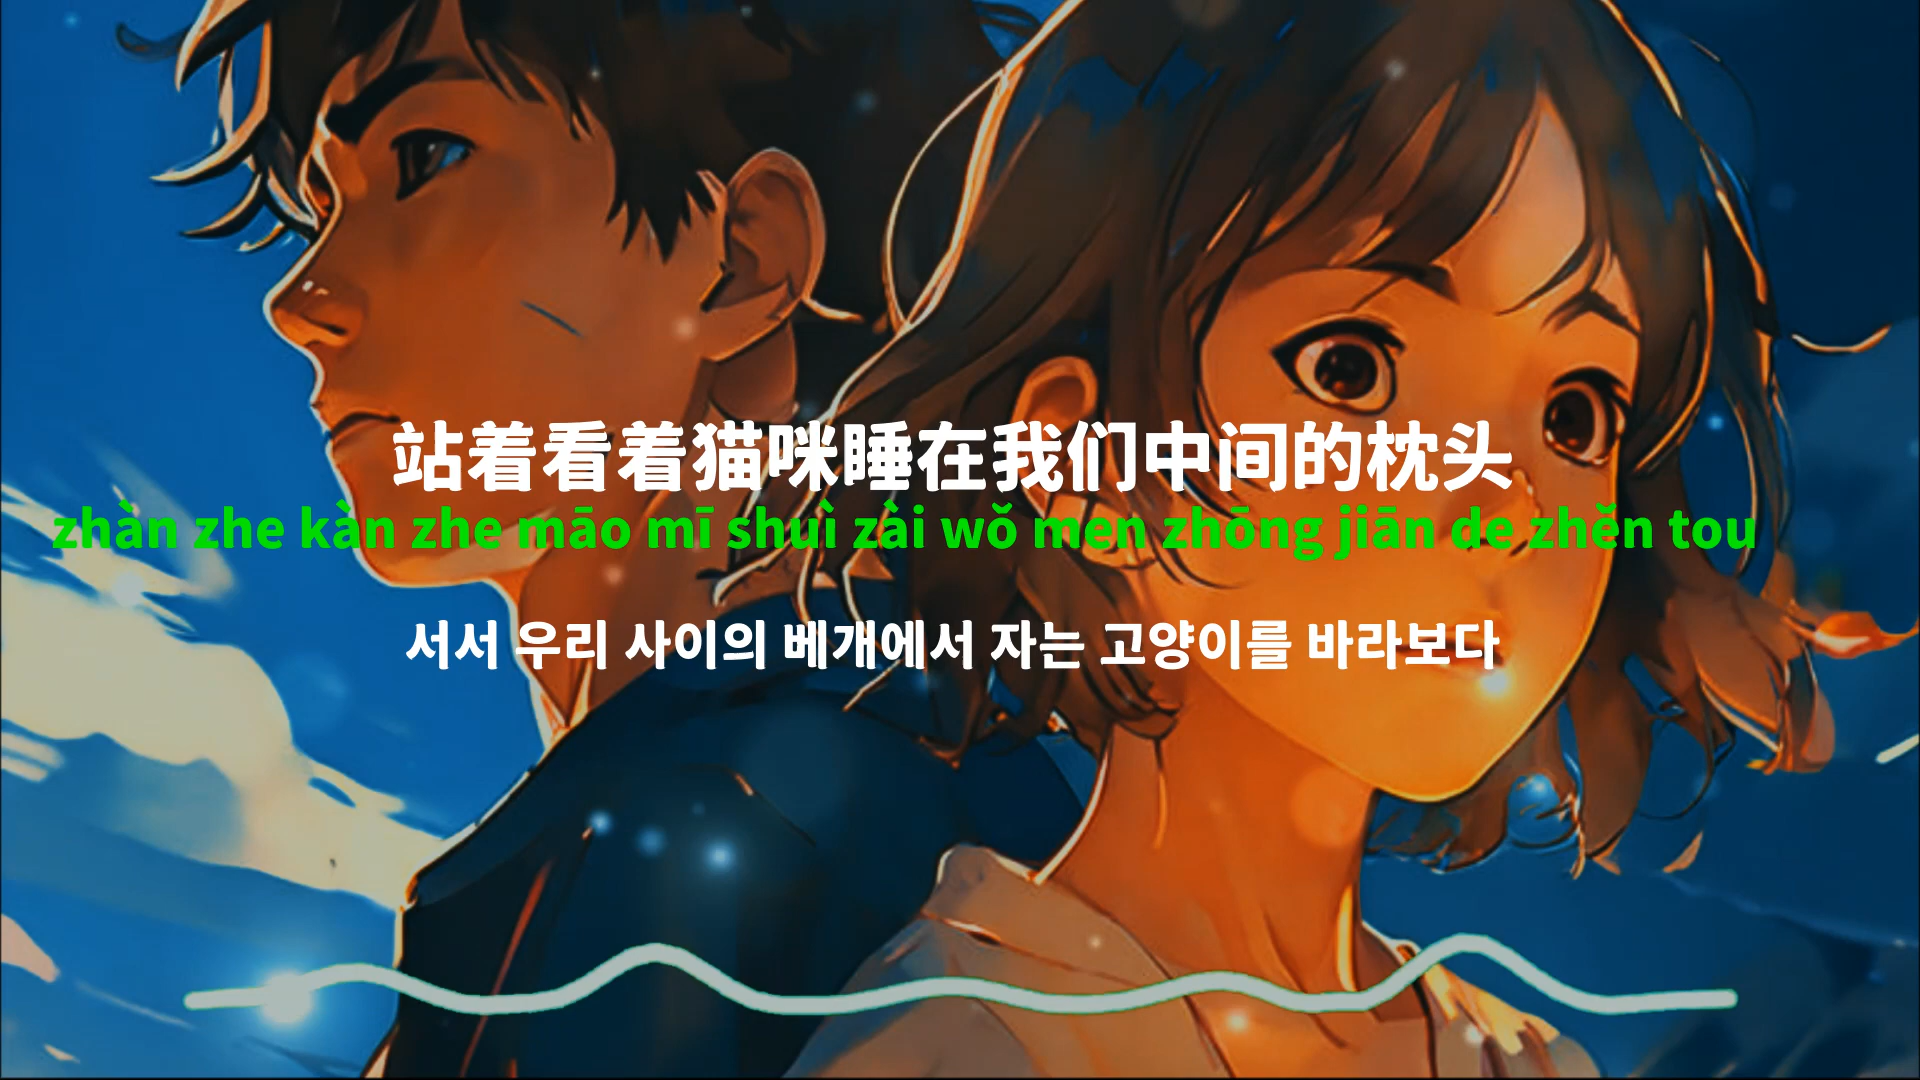 站着看着猫咪睡在我们中间的枕头
zhàn zhe kàn zhe māo mī shuì zài wǒ men zhōng jiān de zhěn tou
서서 우리 사이의 베개에서 자는 고양이를 바라보다